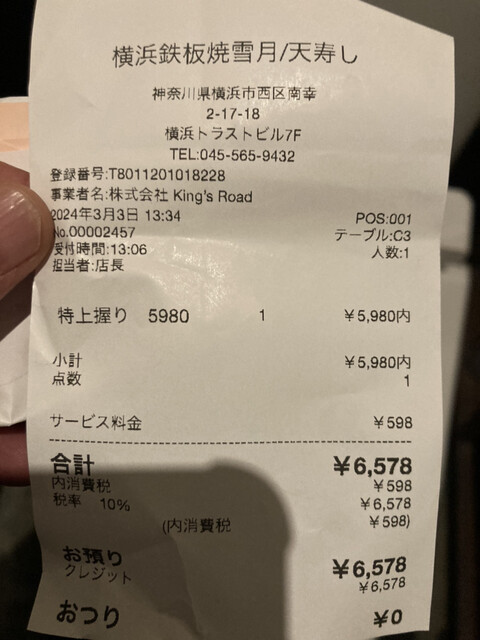 横浜鉄板焼雪月/天寿し
神奈川県横浜市西区南幸
2-17-18
横浜トラストビル7F
TEL:045-565-9432
登録番号:T8011201018228
事業者名:株式会社 King's Road
2024年3月3日 13:34 POS:001
No.00002457 テーブル:C3
受付時間:13:06 人数:1
担当者:店長
特上握り 5980 1 ¥5,980内
小計 ¥5,980内
点数 1
サービス料金 ¥598
合計 ¥6,578
内消費税 ¥598
税率 10% ¥6,578
(内消費税 ¥598)
お預り ¥6,578
クレジット ¥6,578
おつり ¥0